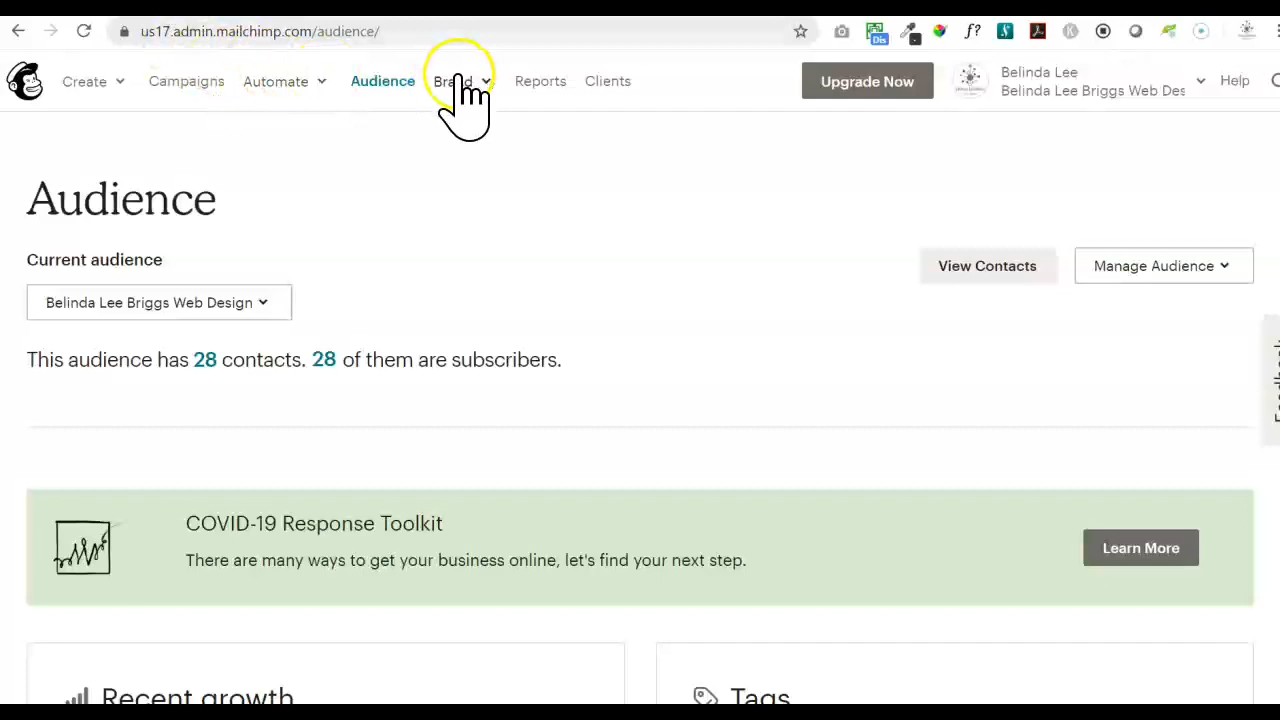 us17.admin.mailchimp.com/audience/
Dis
f?
Create
Campaigns
Automate
Audience
Brand
Reports
Clients
Upgrade Now
Belinda Lee
Belinda Lee Briggs Web Des
Help
Audience
Current audience
View Contacts
Manage Audience
Belinda Lee Briggs Web Design
This audience has 28 contacts. 28 of them are subscribers.
Feedback
COVID-19 Response Toolkit
There are many ways to get your business online, let's find your next step.
Learn More
Recent growth
Tags